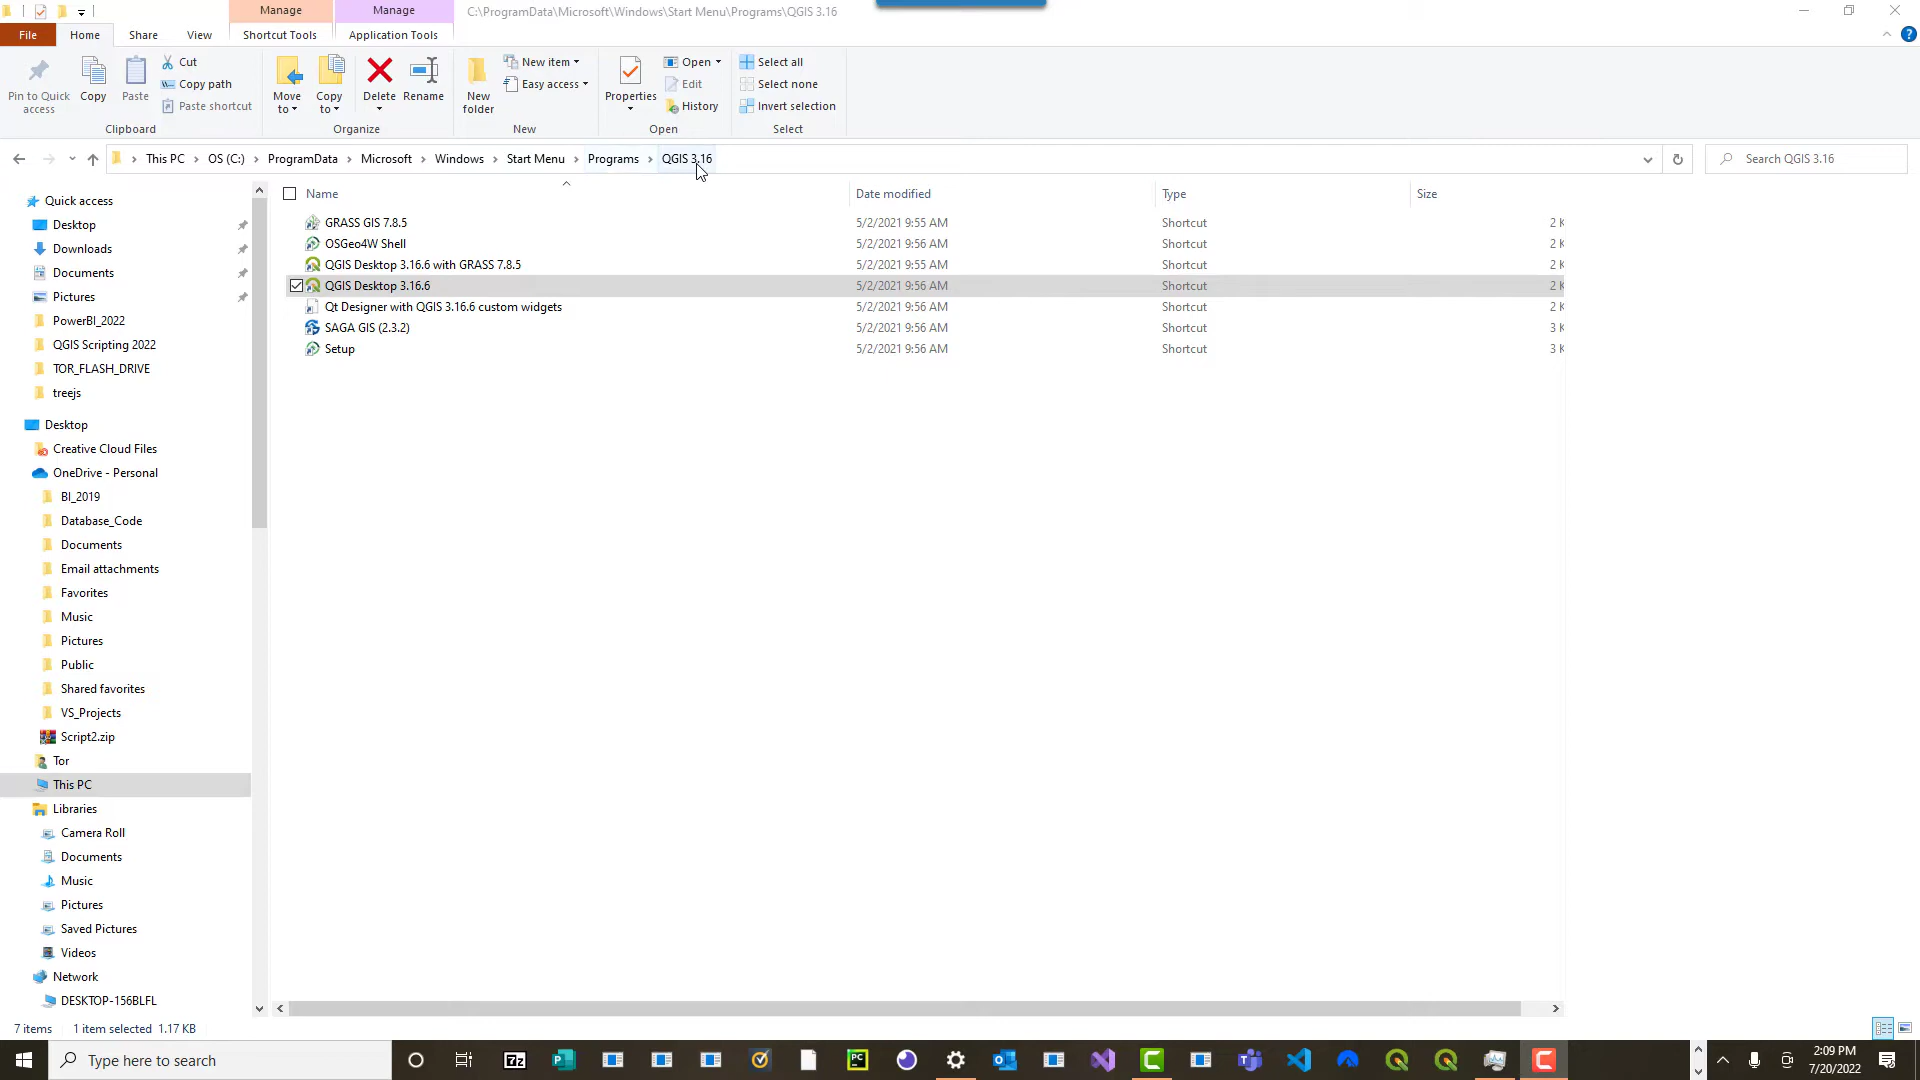 Manage
Manage
C:\ProgramData\Microsoft\Windows\Start Menu\Programs\QGIS 3.16
File
Home
Share
View
Shortcut Tools
Application Tools
Pin to Quick access
Copy
Paste
Cut
Copy path
Paste shortcut
Clipboard
Move to
Copy to
Delete
Rename
Organize
New folder
New item
Easy access
New
Properties
Open
Edit
History
Open
Select all
Select none
Invert selection
Select
This PC
OS (C:)
ProgramData
Microsoft
Windows
Start Menu
Programs
QGIS 3.16
Search QGIS 3.16
Quick access
Desktop
Downloads
Documents
Pictures
PowerBI_2022
QGIS Scripting 2022
TOR_FLASH_DRIVE
treejs
Desktop
Creative Cloud Files
OneDrive - Personal
BI_2019
Database_Code
Documents
Email attachments
Favorites
Music
Pictures
Public
Shared favorites
VS_Projects
Script2.zip
Tor
This PC
Libraries
Camera Roll
Documents
Music
Pictures
Saved Pictures
Videos
Network
DESKTOP-156BLFL
Name Date modified Type Size
GRASS GIS 7.8.5 5/2/2021 9:55 AM Shortcut 2 K
OSGeo4W Shell 5/2/2021 9:56 AM Shortcut 2 K
QGIS Desktop 3.16.6 with GRASS 7.8.5 5/2/2021 9:55 AM Shortcut 2 K
QGIS Desktop 3.16.6 5/2/2021 9:56 AM Shortcut 2 K
Qt Designer with QGIS 3.16.6 custom widgets 5/2/2021 9:56 AM Shortcut 2 K
SAGA GIS (2.3.2) 5/2/2021 9:56 AM Shortcut 3 K
Setup 5/2/2021 9:56 AM Shortcut 3 K
7 items 1 item selected 1.17 KB
Type here to search
2:09 PM
7/20/2022